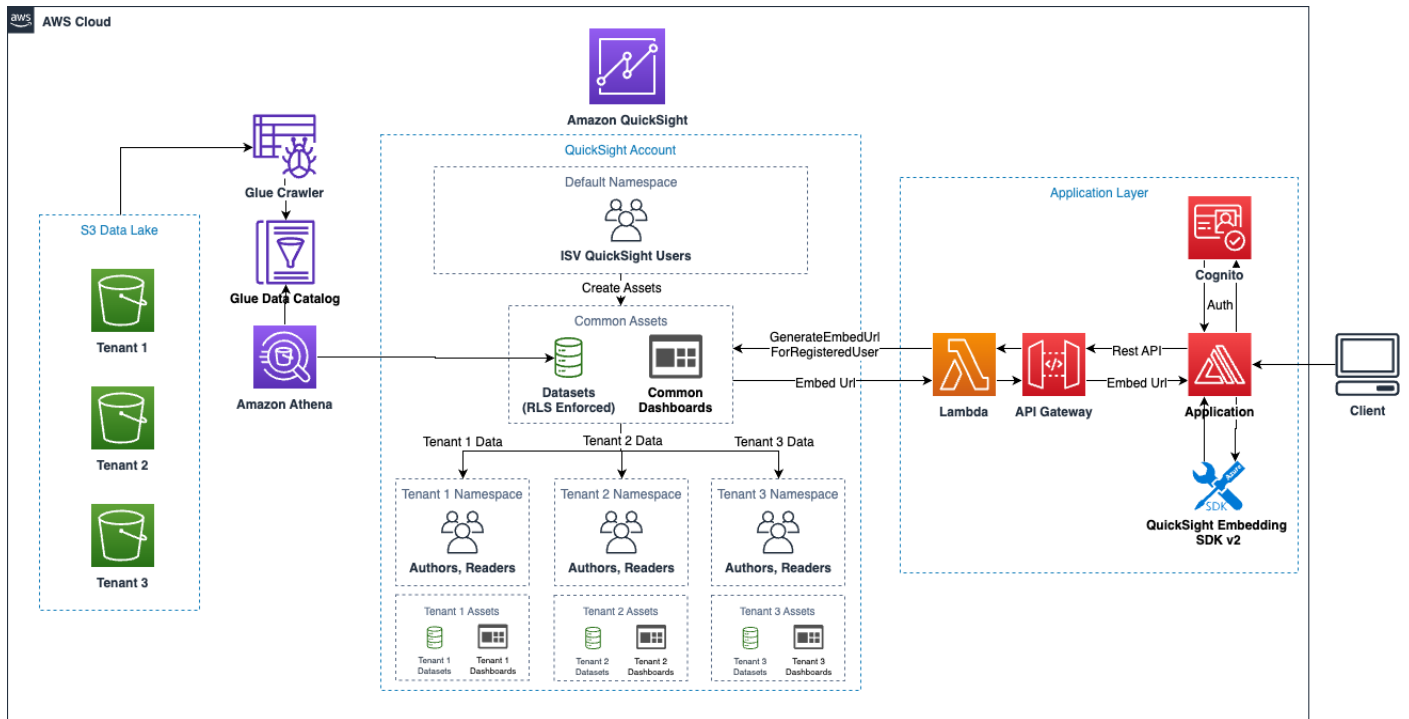 aws
AWS Cloud
Amazon QuickSight
QuickSight Account
Default Namespace
ISV QuickSight Users
Create Assets
Common Assets
Datasets
(RLS Enforced)
Common
Dashboards
Glue Crawler
Glue Data Catalog
Amazon Athena
S3 Data Lake
Tenant 1
Tenant 2
Tenant 3
Tenant 1 Data
Tenant 2 Data
Tenant 3 Data
Tenant 1 Namespace
Authors, Readers
Tenant 2 Namespace
Authors, Readers
Tenant 3 Namespace
Authors, Readers
Tenant 1 Assets
Tenant 1
Datasets
Tenant 1
Dashboards
Tenant 2 Assets
Tenant 2
Datasets
Tenant 2
Dashboards
Tenant 3 Assets
Tenant 3
Datasets
Tenant 3
Dashboards
GenerateEmbedUrl
ForRegisteredUser
Embed Url
Application Layer
Cognito
Auth
Lambda
API Gateway
Rest API
Embed Url
Application
Azure
SDK
QuickSight Embedding
SDK v2
Client